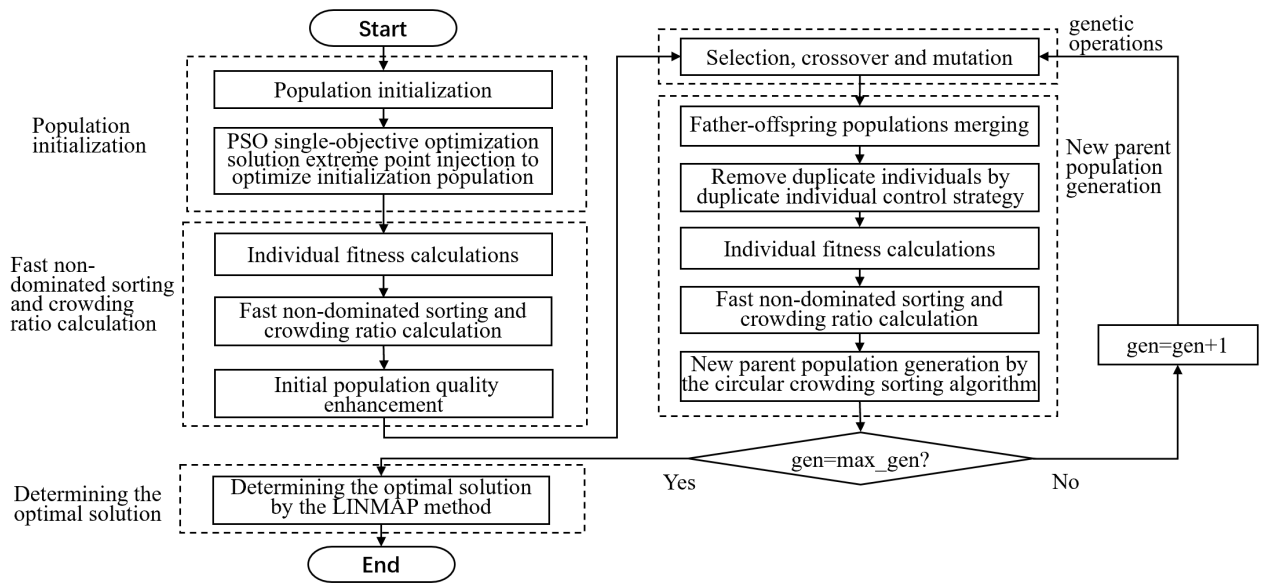 Start
Population
initialization
Population initialization
PSO single-objective optimization
solution extreme point injection to
optimize initialization population
Fast non-
dominated sorting
and crowding
ratio calculation
Individual fitness calculations
Fast non-dominated sorting and
crowding ratio calculation
Initial population quality
enhancement
genetic
operations
Selection, crossover and mutation
New parent
population
generation
Father-offspring populations merging
Remove duplicate individuals by
duplicate individual control strategy
Individual fitness calculations
Fast non-dominated sorting and
crowding ratio calculation
New parent population generation by
the circular crowding sorting algorithm
gen=max_gen?
No
gen=gen+1
Yes
Determining the
optimal solution
Determining the optimal solution
by the LINMAP method
End